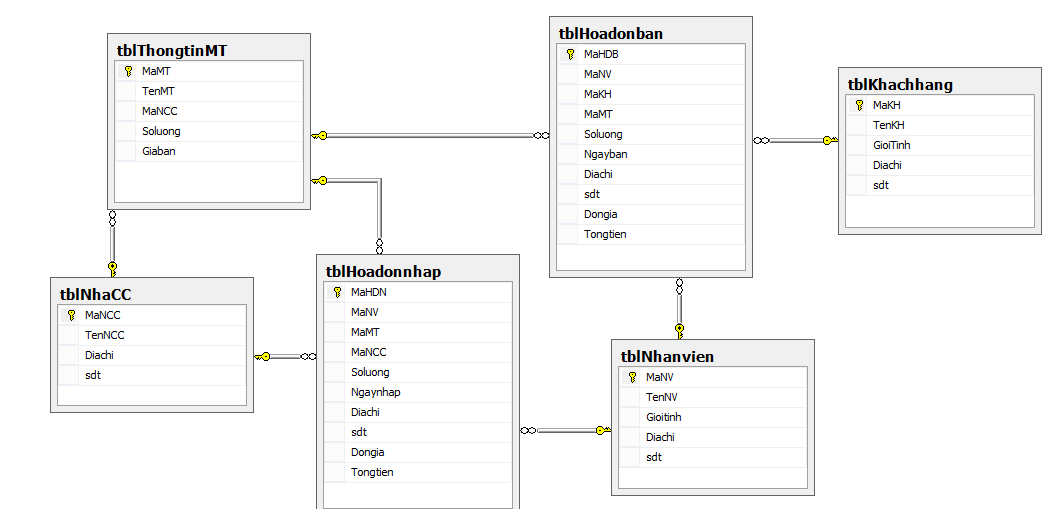 tblThongtinMT
MaMT
TenMT
MaNCC
Soluong
Giaban
tblHoadonban
MaHDB
MaNV
MaKH
MaMT
Soluong
Ngayban
Diachi
sdt
Dongia
Tongtien
tblKhachhang
MaKH
TenKH
GioiTinh
Diachi
sdt
tblNhaCC
MaNCC
TenNCC
Diachi
sdt
tblHoadonnhap
MaHDN
MaNV
MaMT
MaNCC
Soluong
Ngaynhap
Diachi
sdt
Dongia
Tongtien
tblNhanvien
MaNV
TenNV
Gioitinh
Diachi
sdt